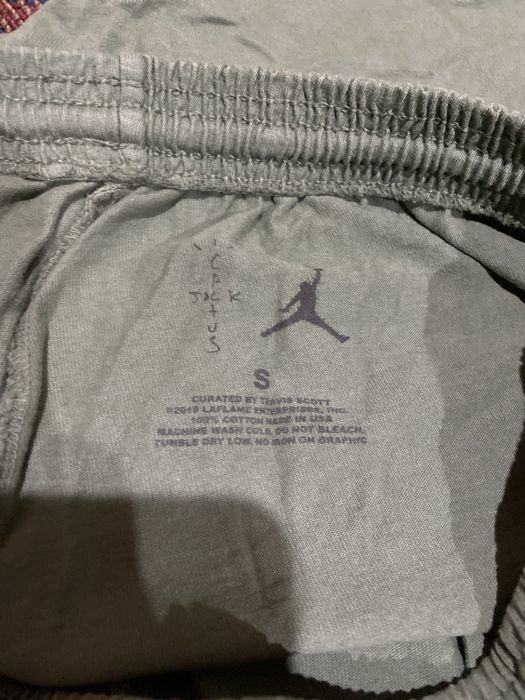 CACTUS
JACK
S
CURATED BY TRAVIS SCOTT
©2019 LAFLAME ENTERPRISES, INC.
100% COTTON MADE IN USA
MACHINE WASH COLD, DO NOT BLEACH,
TUMBLE DRY LOW, NO IRON ON GRAPHIC